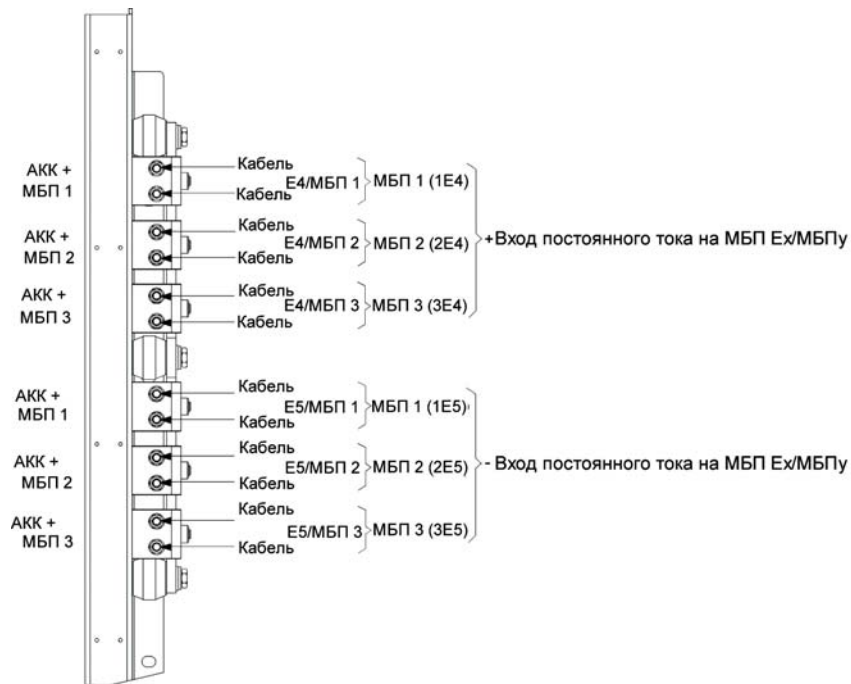 АКК +
МБП 1
Кабель
Кабель
E4/МБП 1
МБП 1 (1E4)
АКК +
МБП 2
Кабель
Кабель
E4/МБП 2
МБП 2 (2E4)
+Вход постоянного тока на МБП Ex/МБПу
АКК +
МБП 3
Кабель
Кабель
E4/МБП 3
МБП 3 (3E4)
АКК +
МБП 1
Кабель
Кабель
E5/МБП 1
МБП 1 (1E5)
АКК +
МБП 2
Кабель
Кабель
E5/МБП 2
МБП 2 (2E5)
- Вход постоянного тока на МБП Ex/МБПу
АКК +
МБП 3
Кабель
Кабель
E5/МБП 3
МБП 3 (3E5)